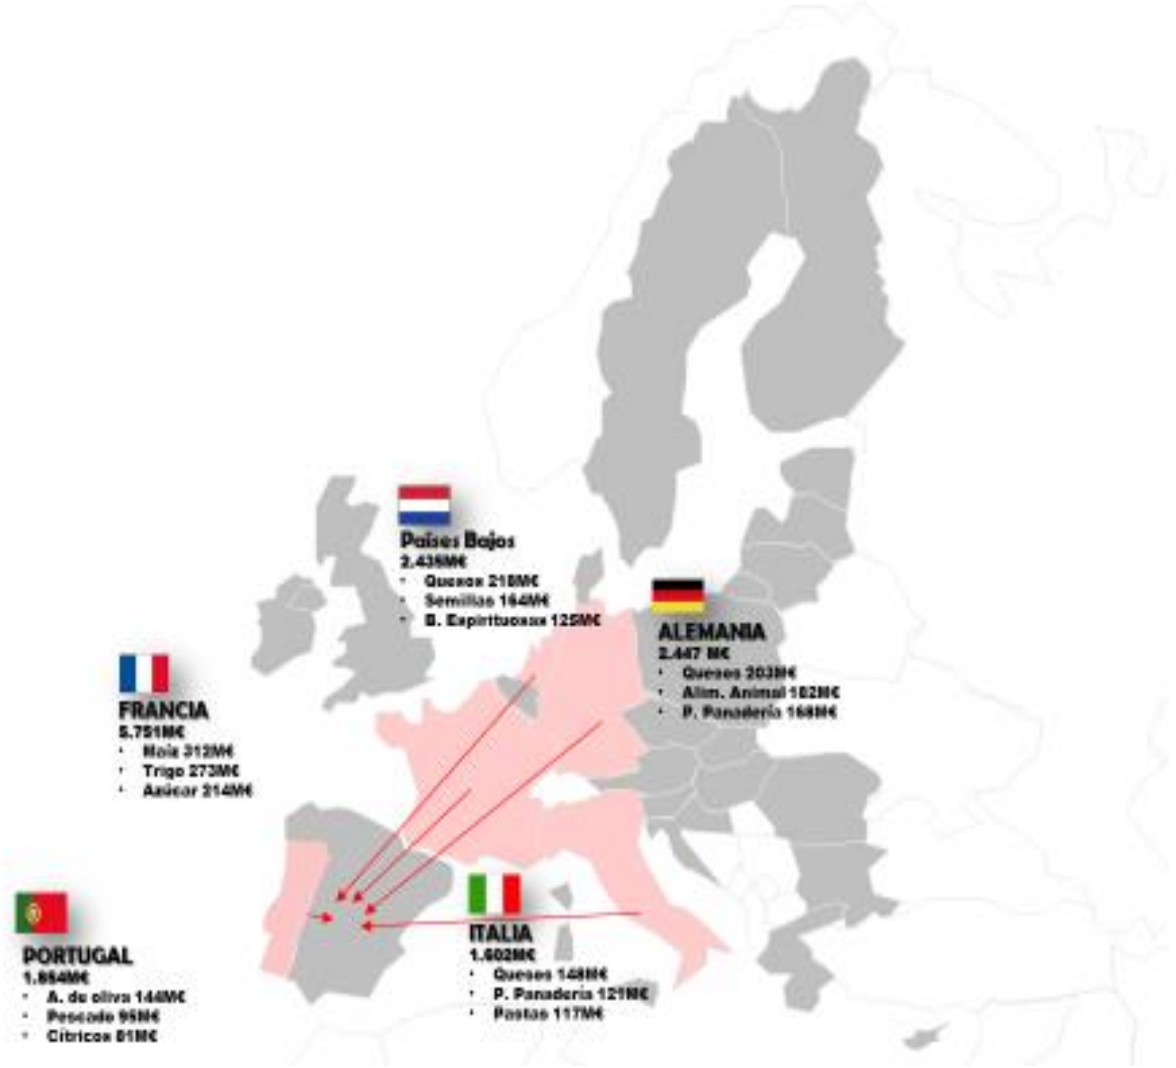 Países Bajos
2.435M€
• Quesos 218M€
• Semillas 164M€
• B. Espirituosas 125M€
ALEMANIA
2.447 M€
• Quesos 203M€
• Alim. Animal 182M€
• P. Panadería 168M€
FRANCIA
5.751M€
• Maíz 312M€
• Trigo 273M€
• Azúcar 214M€
ITALIA
1.602M€
• Quesos 148M€
• P. Panadería 121M€
• Pastas 117M€
PORTUGAL
1.864M€
• A. de oliva 144M€
• Pescado 95M€
• Cítricos 81M€